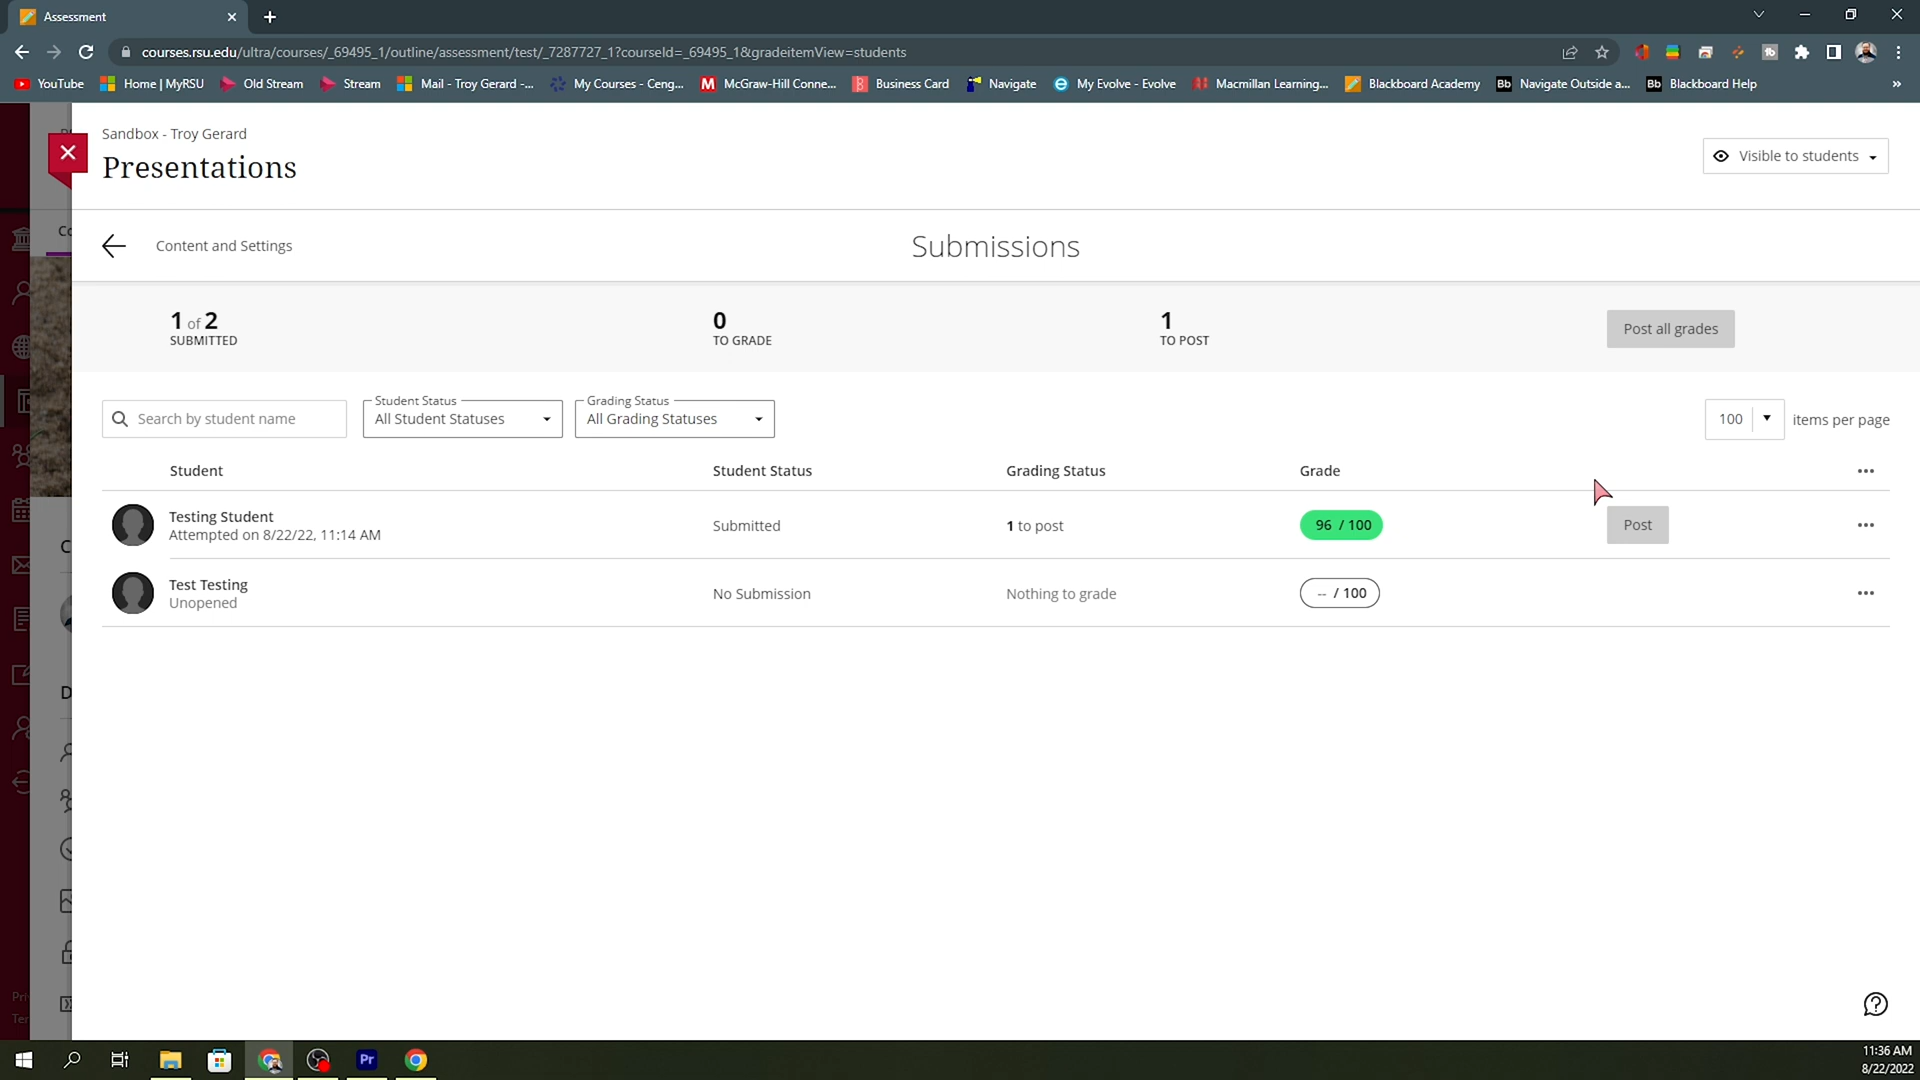 Assessment
courses.rsu.edu/ultra/courses/_69495_1/outline/assessment/test/_7287727_1?courseId=_69495_1&gradeitemView=students
YouTube Home | MyRSU Old Stream Stream Mail - Troy Gerard -... My Courses - Ceng... McGraw-Hill Conne... Business Card Navigate My Evolve - Evolve Macmillan Learning... Blackboard Academy Bb Navigate Outside a... Bb Blackboard Help »
Sandbox - Troy Gerard
Presentations
Visible to students
Content and Settings
Submissions
1 of 2
SUBMITTED
0
TO GRADE
1
TO POST
Post all grades
Search by student name
Student Status
All Student Statuses
Grading Status
All Grading Statuses
100 items per page
Student Student Status Grading Status Grade
Testing Student
Attempted on 8/22/22, 11:14 AM
Submitted
1 to post
96 / 100
Post
Test Testing
Unopened
No Submission
Nothing to grade
-- / 100
Pr
11:36 AM
8/22/2022